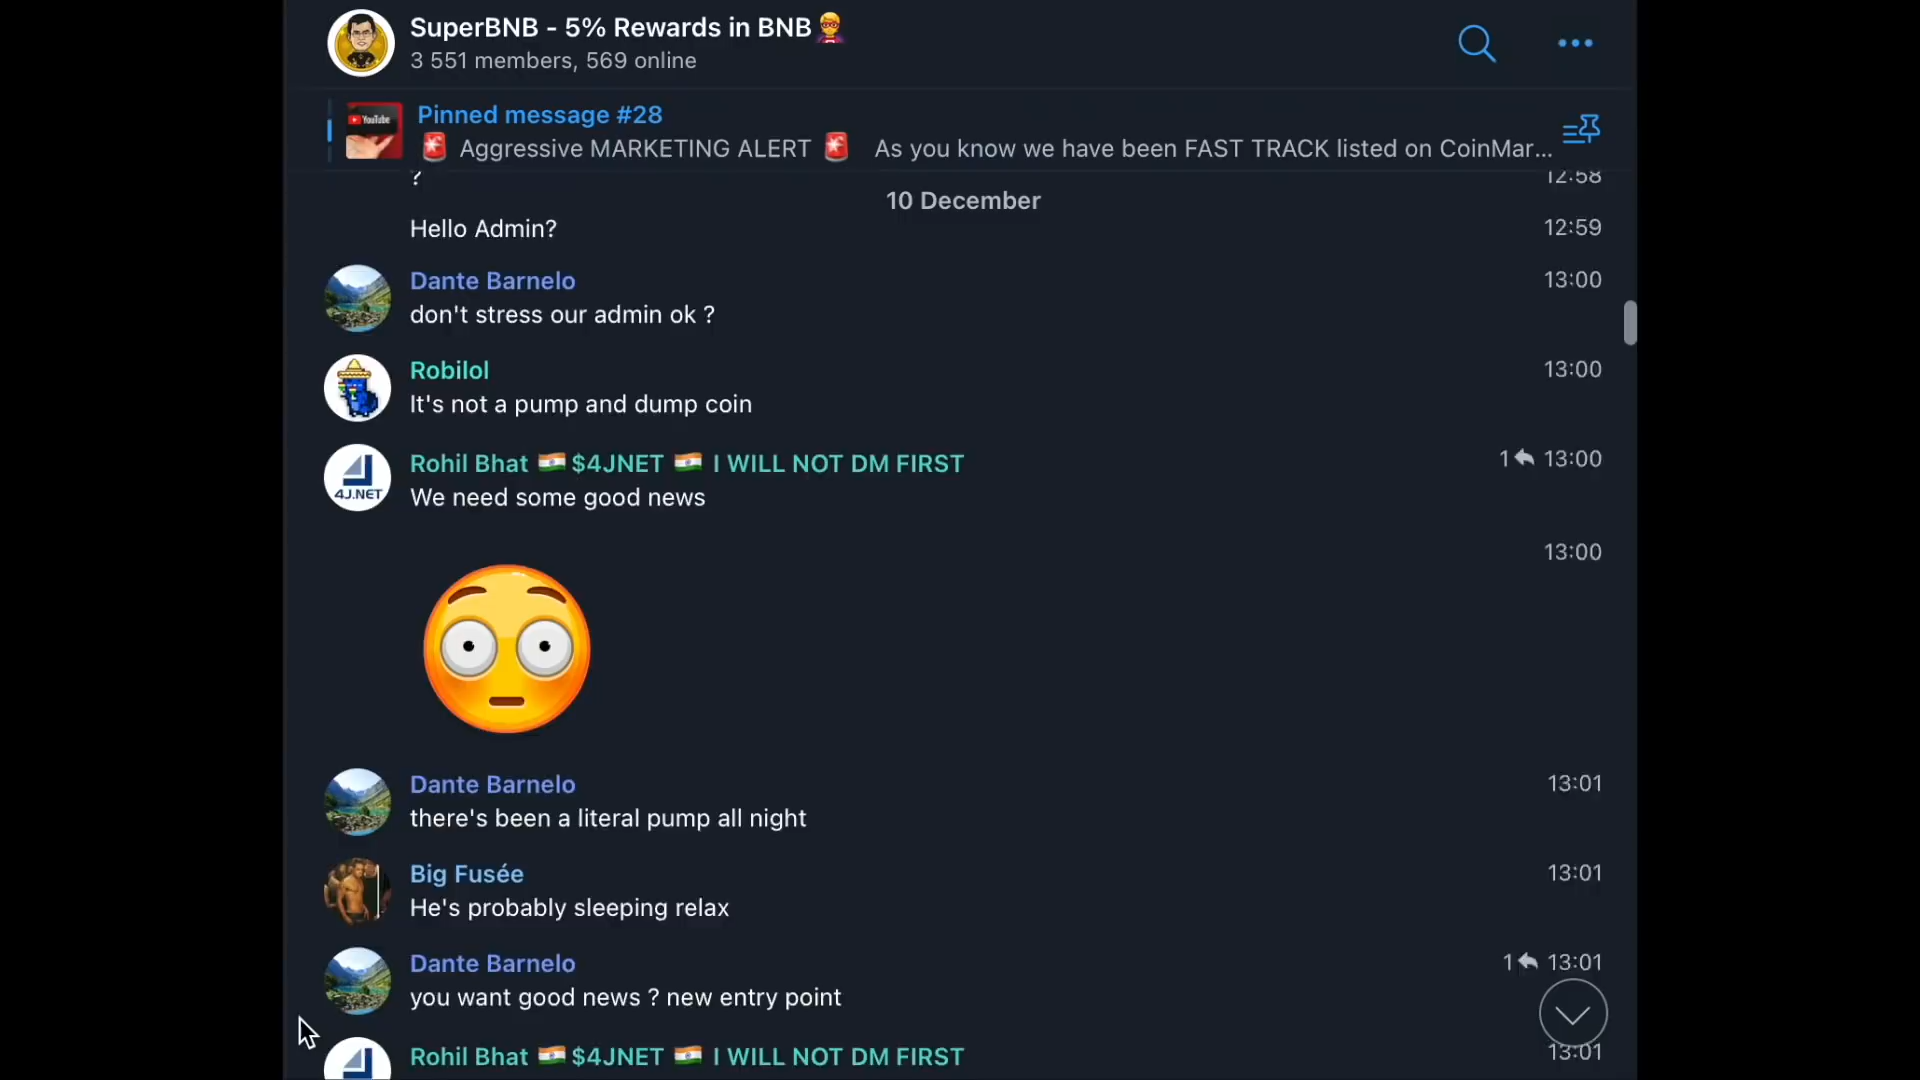 SuperBNB - 5% Rewards in BNB🦹
3 551 members, 569 online
YouTube
Pinned message #28
🚨 Aggressive MARKETING ALERT 🚨 As you know we have been FAST TRACK listed on CoinMar...
? 12:58
10 December
Hello Admin? 12:59
Dante Barnelo 13:00
don't stress our admin ok ?
Robilol 13:00
It's not a pump and dump coin
Rohil Bhat 🇮🇳 $4JNET 🇮🇳 I WILL NOT DM FIRST 1 13:00
4J.NET
We need some good news
13:00
😳
Dante Barnelo 13:01
there's been a literal pump all night
Big Fusée 13:01
He's probably sleeping relax
Dante Barnelo 1 13:01
you want good news ? new entry point
Rohil Bhat 🇮🇳 $4JNET 🇮🇳 I WILL NOT DM FIRST 13:01